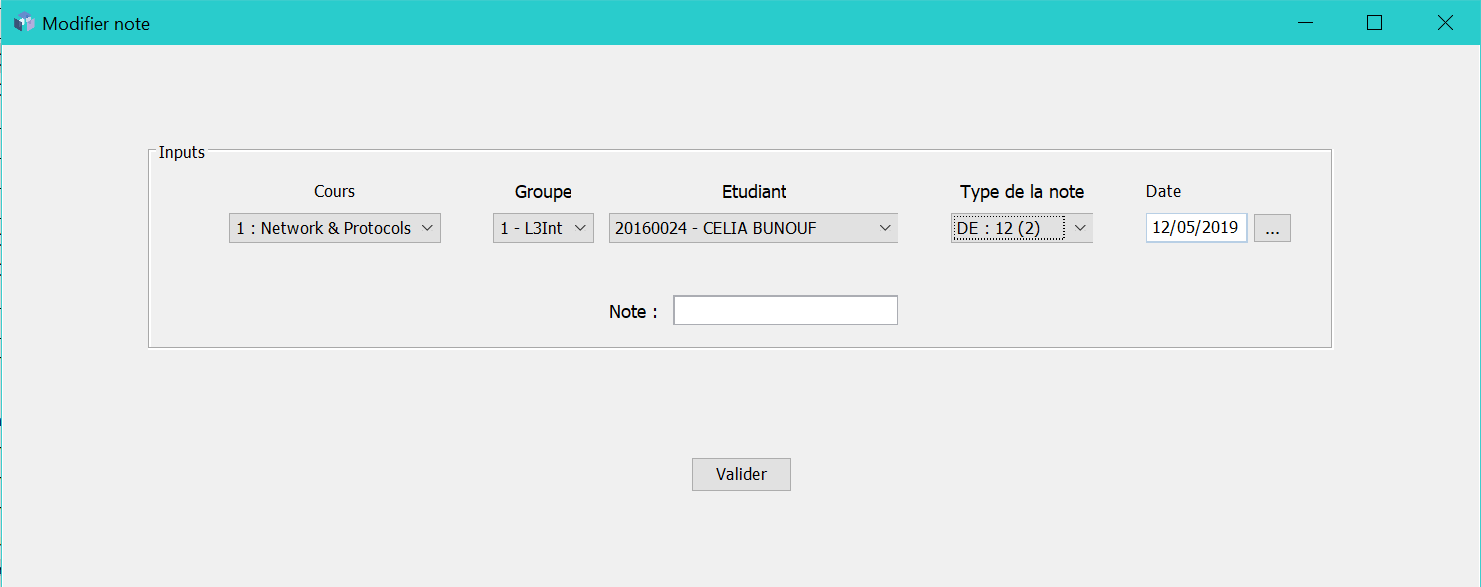 Modifier note
Inputs
Cours Groupe Etudiant Type de la note Date
1 : Network & Protocols 1 - L3Int 20160024 - CELIA BUNOUF DE : 12 (2) 12/05/2019 ...
Note :
Valider